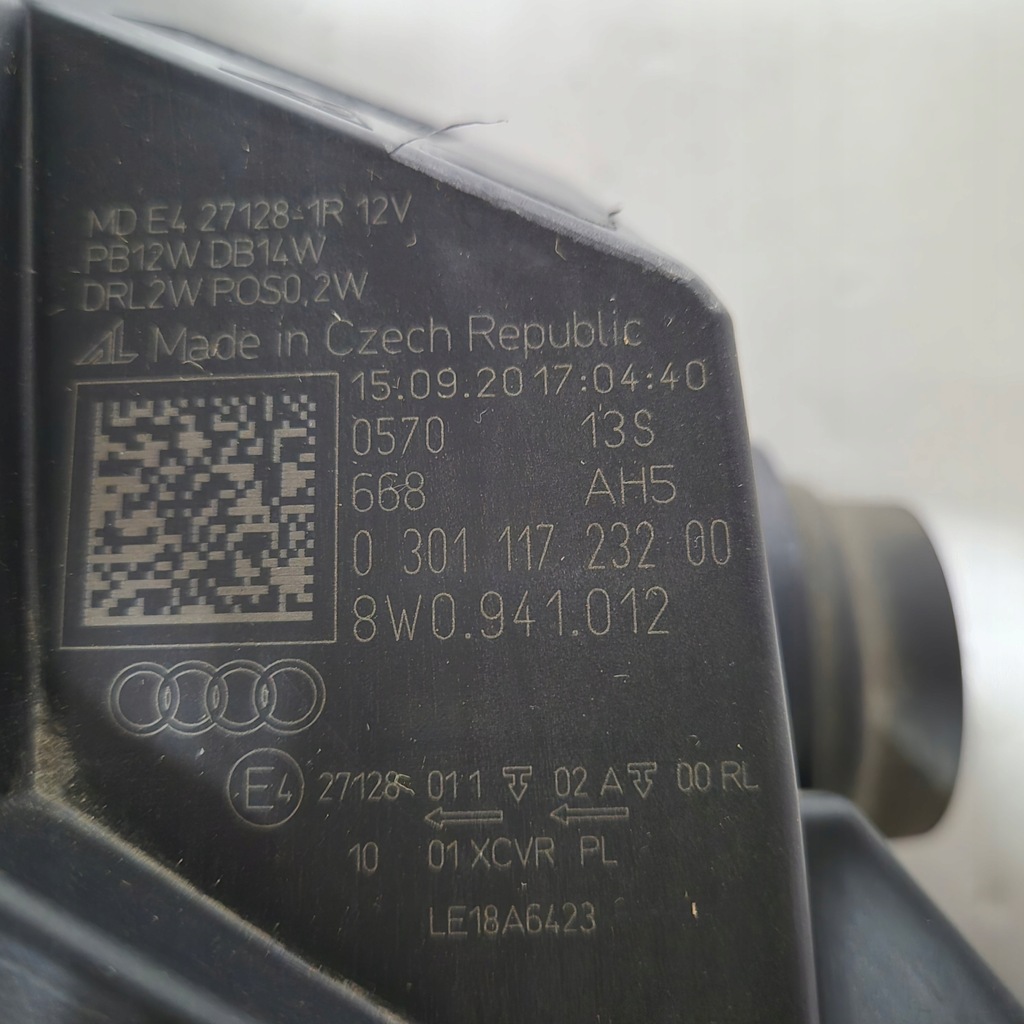 MD E4 27128-1R 12V
PB12W DB14W
DRL2W POS0,2W
AL Made in Czech Republic
15.09.2017:04:40
0570 13S
668 AH5
0 301 117 232 00
8W0.941.012
E4 27128 01 1 02 A 00 RL
10 01 XCVR PL
LE18A6423